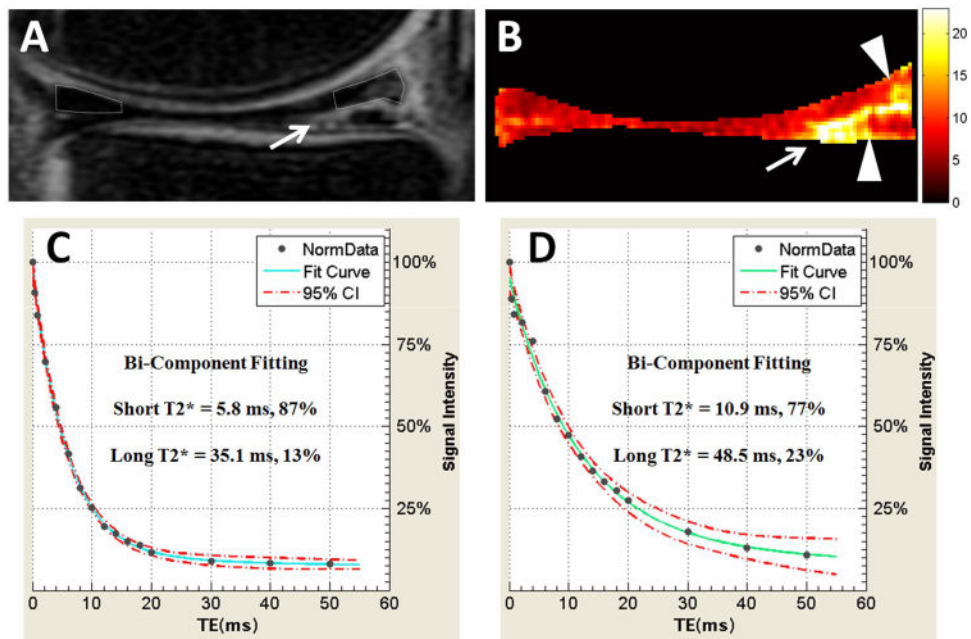 A
B
20
15
10
5
0
C
NormData
Fit Curve
95% CI
Bi-Component Fitting
Short T2* = 5.8 ms, 87%
Long T2* = 35.1 ms, 13%
100%
75%
50%
25%
Signal Intensity
0 10 20 30 40 50 60
TE(ms)
D
NormData
Fit Curve
95% CI
Bi-Component Fitting
Short T2* = 10.9 ms, 77%
Long T2* = 48.5 ms, 23%
100%
75%
50%
25%
Signal Intensity
0 10 20 30 40 50 60
TE(ms)